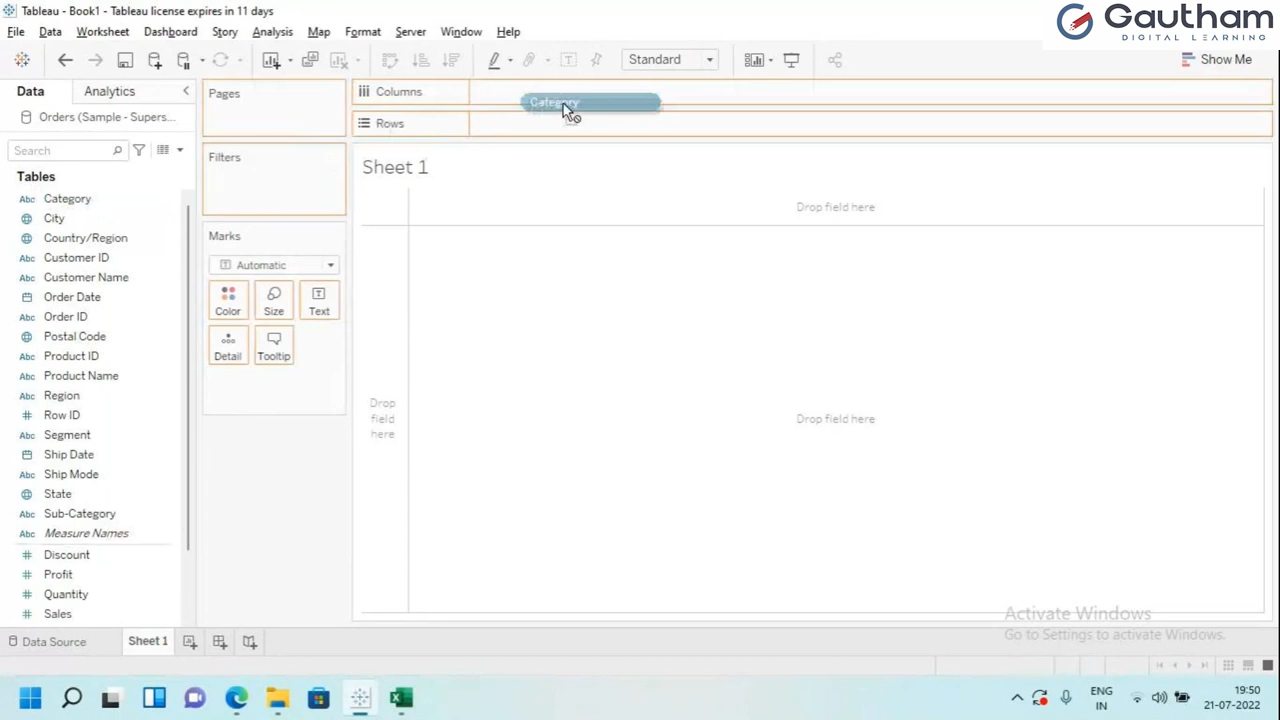 Tableau - Book1 - Tableau license expires in 11 days
Gautham
DIGITAL LEARNING
File Data Worksheet Dashboard Story Analysis Map Format Server Window Help
Standard
Show Me
Data Analytics
Pages
Columns
Category
Orders (Sample - Supers...
Rows
Search
Filters
Sheet 1
Tables
Category
Drop field here
City
Country/Region
Marks
Customer ID
Automatic
Customer Name
Order Date
Color Size Text
Order ID
Postal Code
Detail Tooltip
Product ID
Product Name
Region
Drop
field
here
Drop field here
Row ID
Segment
Ship Date
Ship Mode
State
Sub-Category
Measure Names
Discount
Profit
Quantity
Sales
Activate Windows
Go to Settings to activate Windows.
Data Source Sheet 1
ENG
IN
19:50
21-07-2022